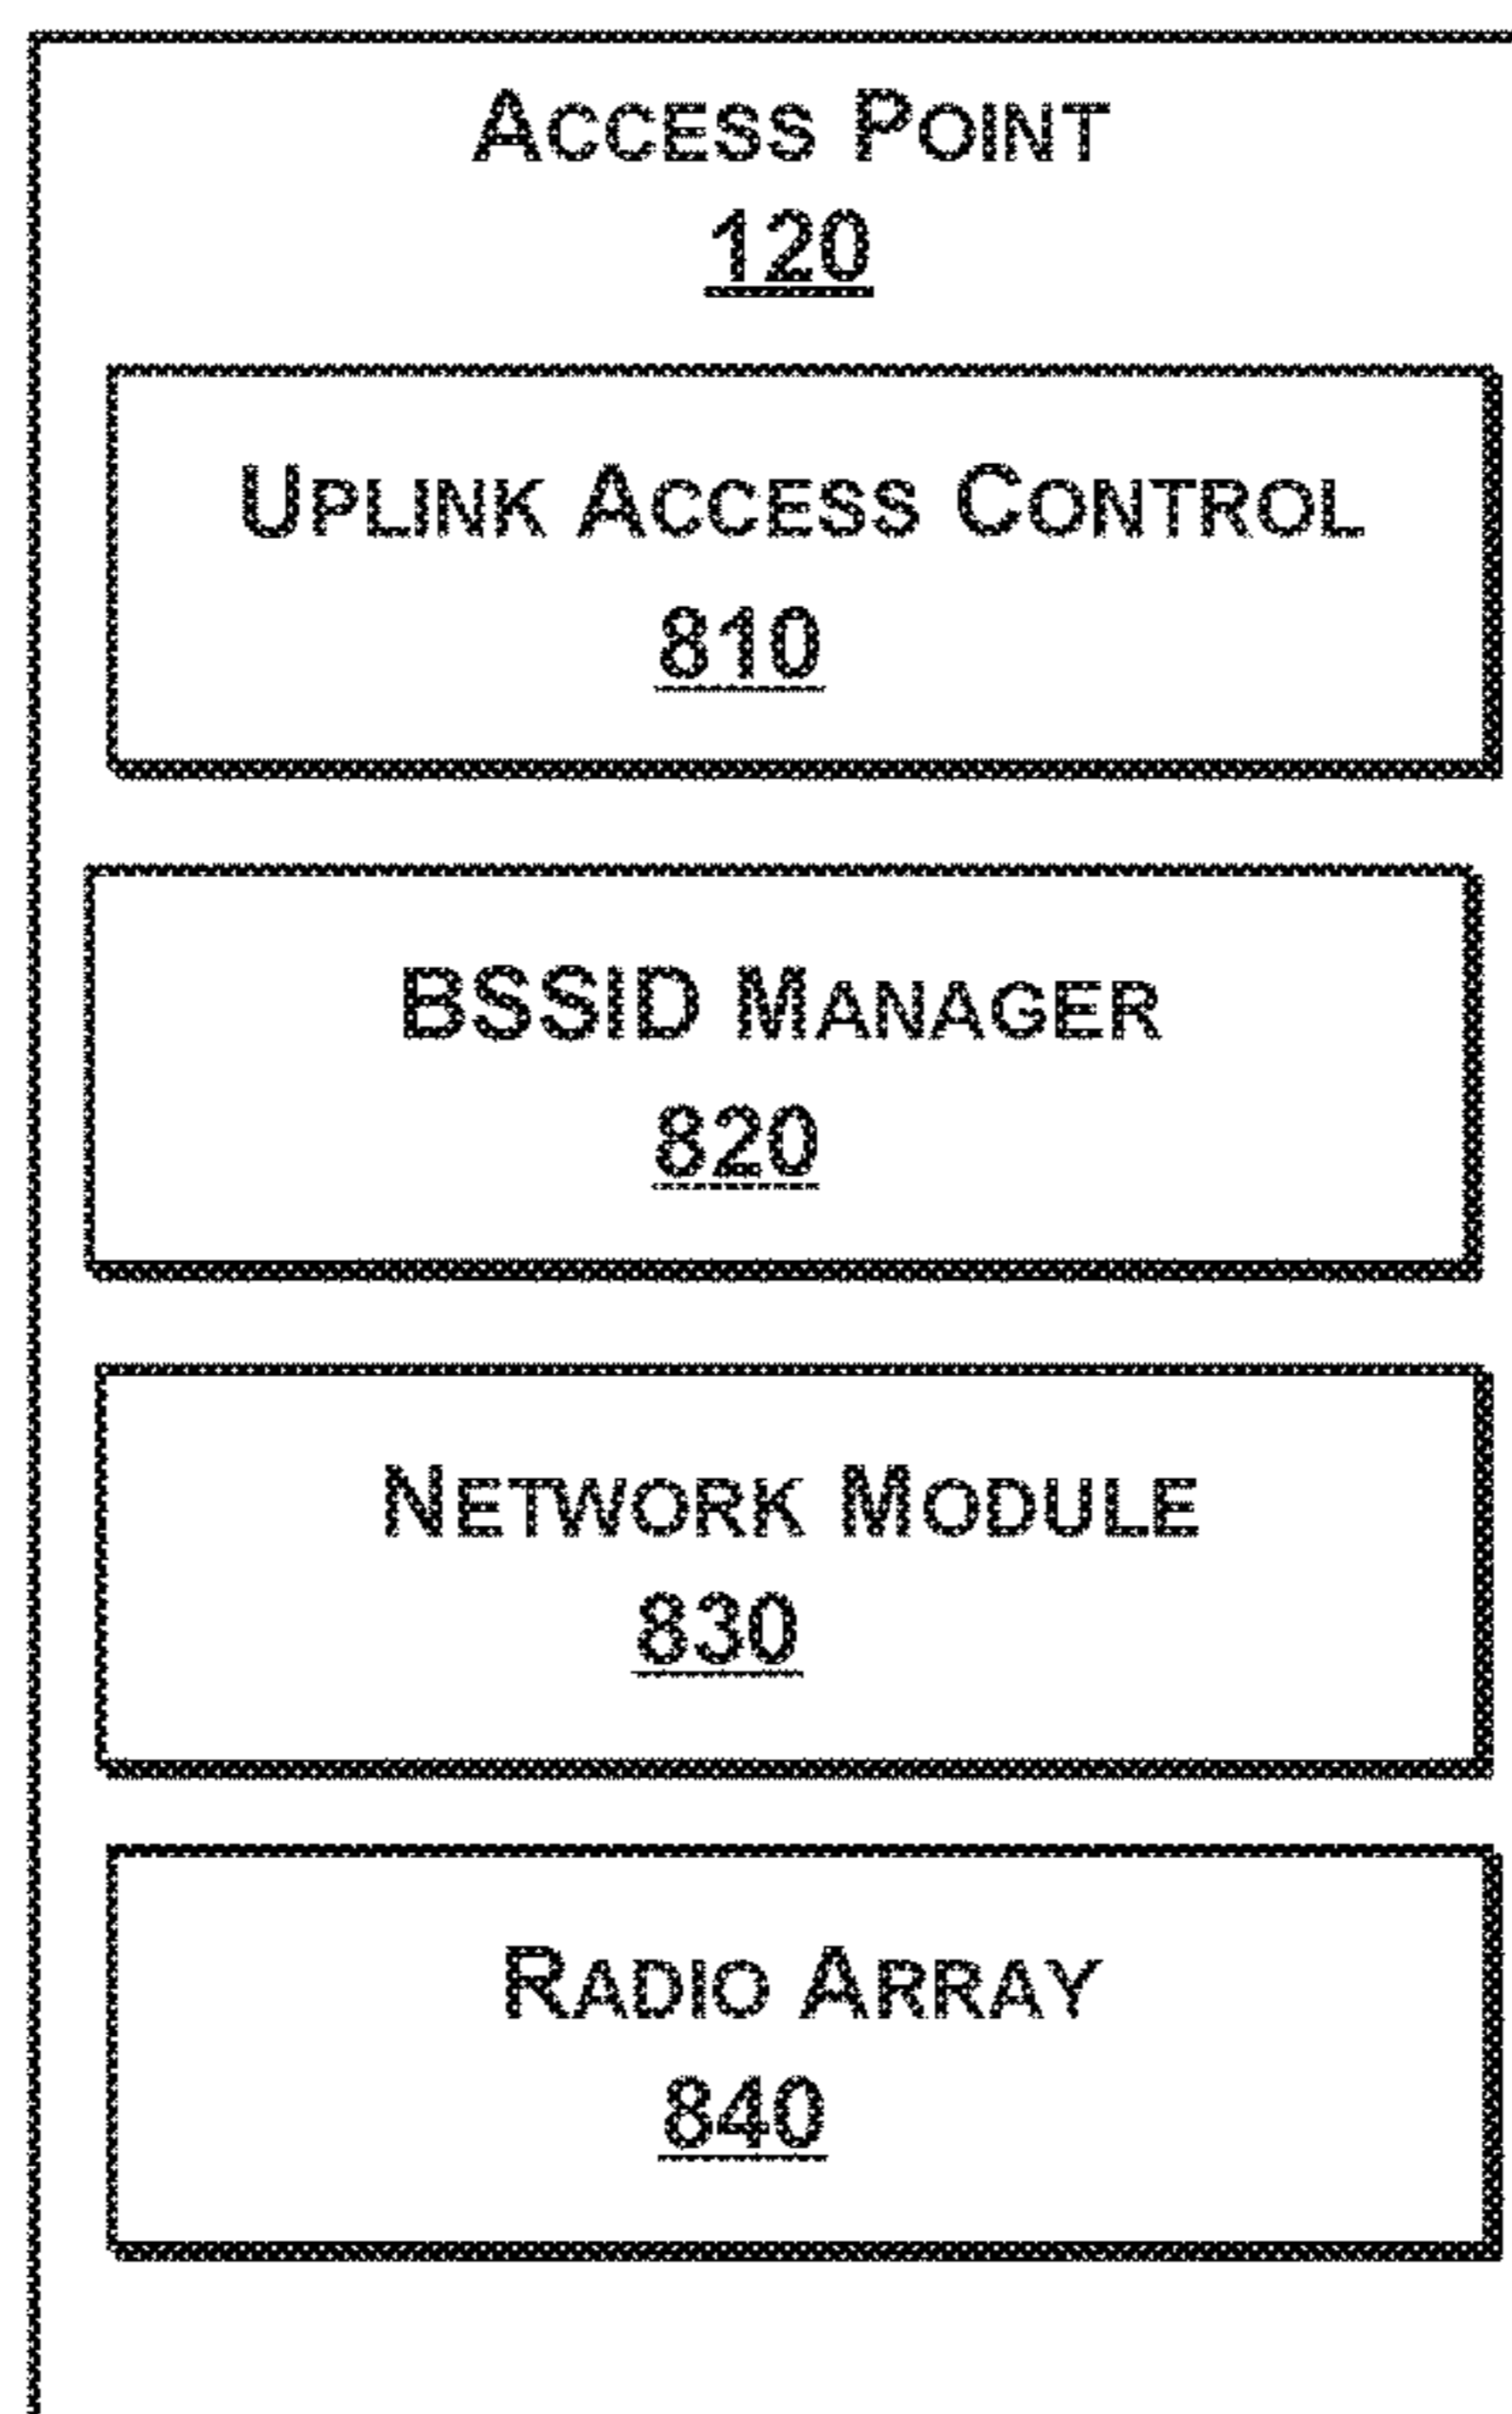 ACCESS POINT
120
UPLINK ACCESS CONTROL
810
BSSID MANAGER
820
NETWORK MODULE
830
RADIO ARRAY
840